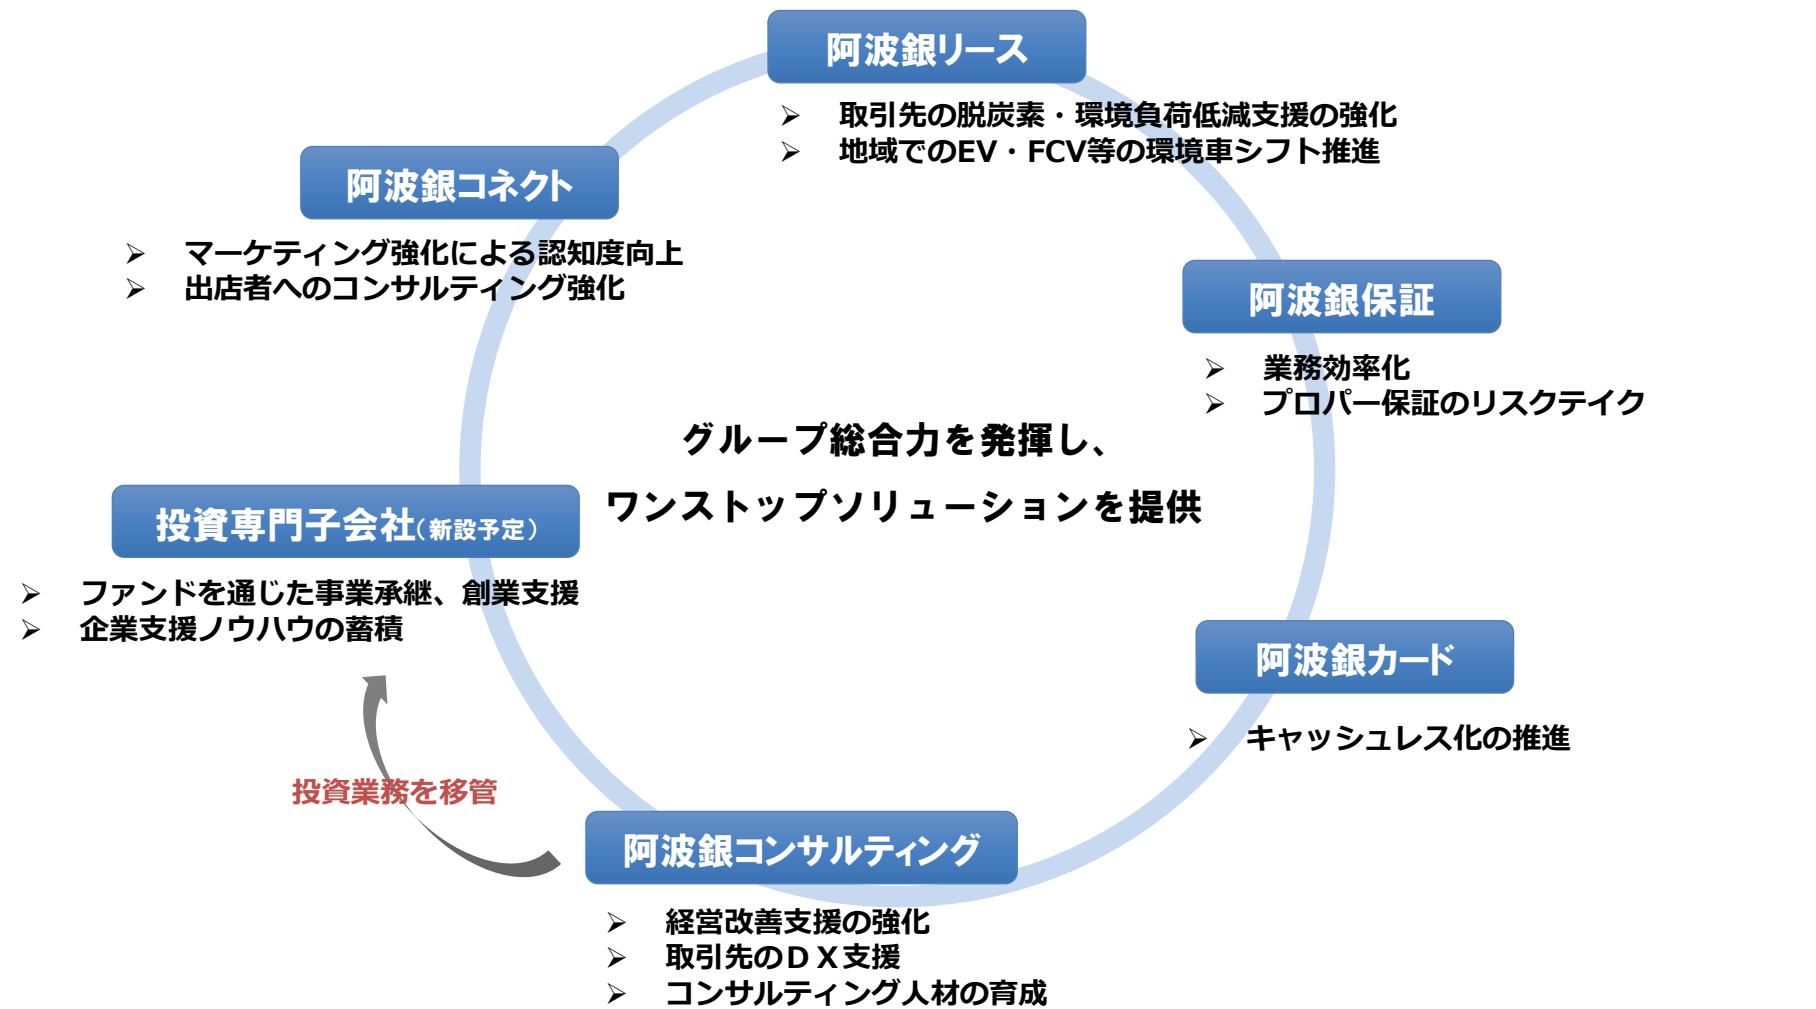 阿波銀リース
➢ 取引先の脱炭素・環境負荷低減支援の強化
➢ 地域でのEV・FCV等の環境車シフト推進
阿波銀コネクト
➢ マーケティング強化による認知度向上
➢ 出店者へのコンサルティング強化
阿波銀保証
➢ 業務効率化
➢ プロパー保証のリスクテイク
グループ総合力を発揮し、
ワンストップソリューションを提供
投資専門子会社(新設予定)
➢ ファンドを通じた事業承継、創業支援
➢ 企業支援ノウハウの蓄積
阿波銀カード
➢ キャッシュレス化の推進
投資業務を移管
阿波銀コンサルティング
➢ 経営改善支援の強化
➢ 取引先のDX支援
➢ コンサルティング人材の育成